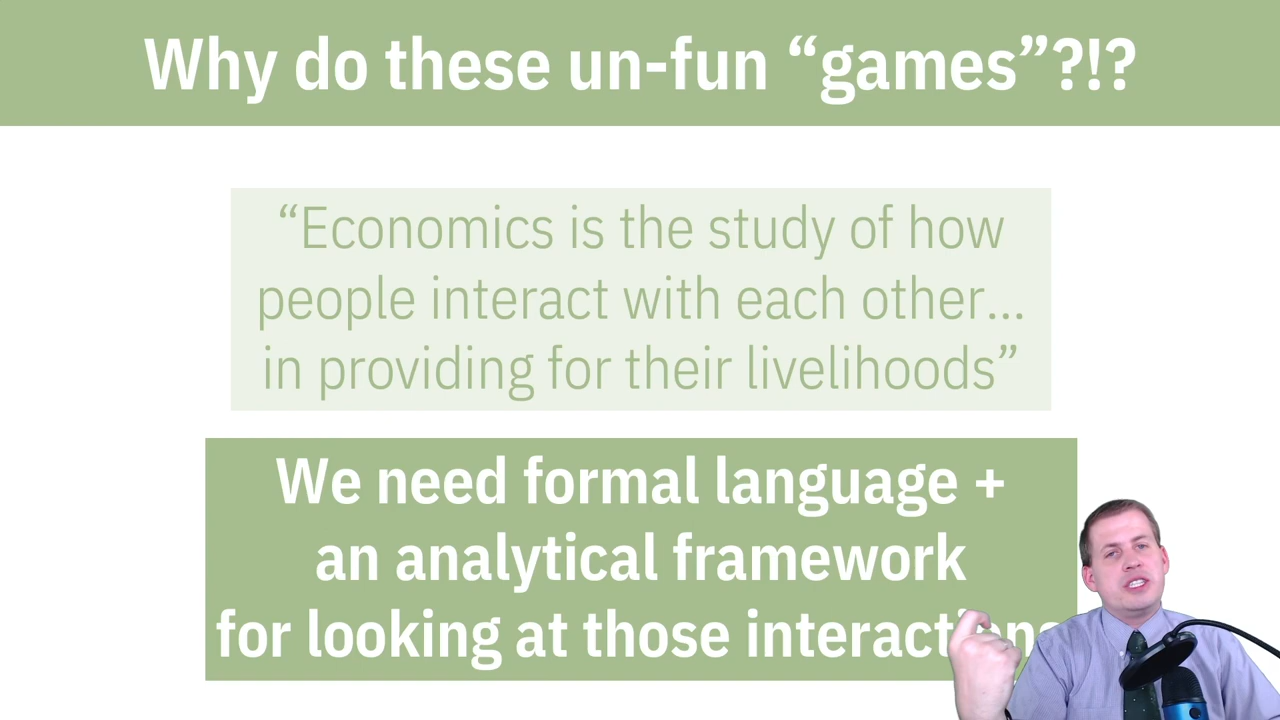 Why do these un-fun “games”?!?
“Economics is the study of how
people interact with each other...
in providing for their livelihoods”
We need formal language +
an analytical framework
for looking at those interactions